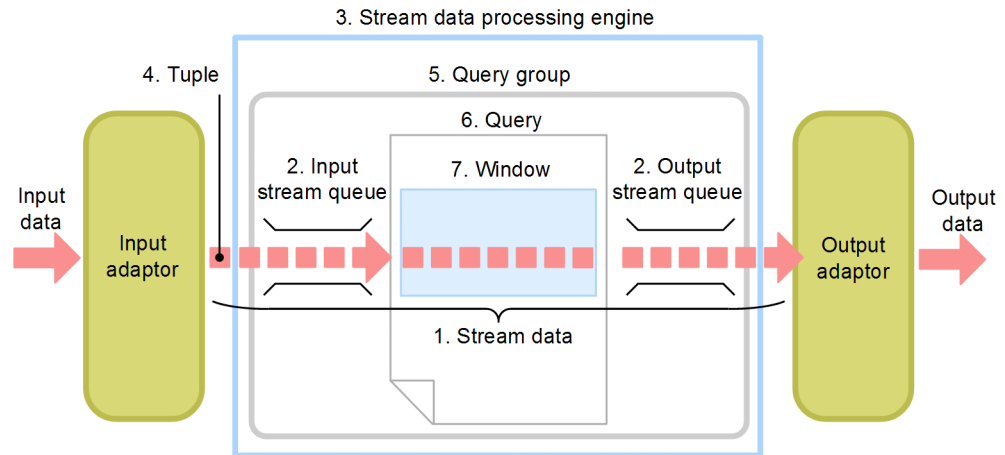 3. Stream data processing engine
4. Tuple
5. Query group
6. Query
2. Input
stream queue
7. Window
2. Output
stream queue
Input
data
Input
adaptor
Output
adaptor
Output
data
1. Stream data